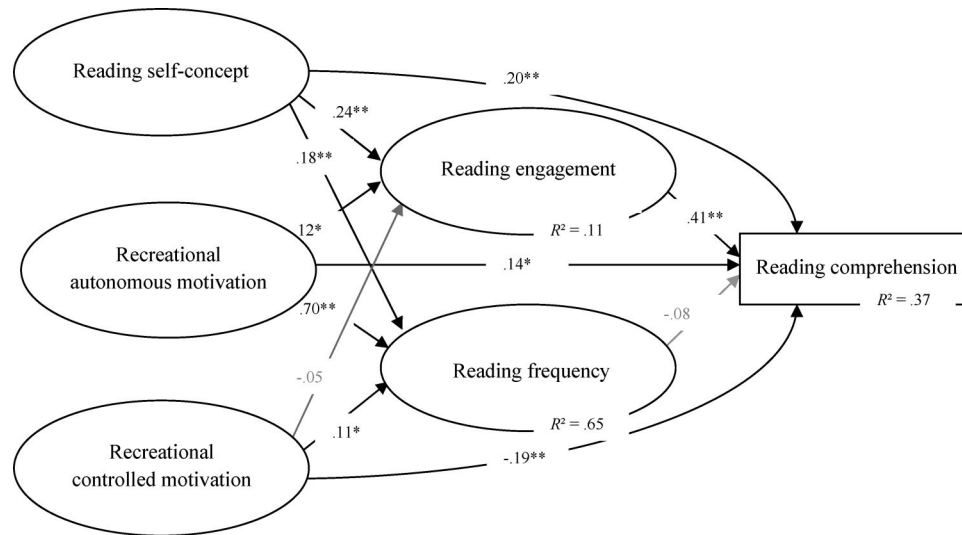 Reading self-concept
.20**
.24**
.18**
Reading engagement
R² = .11
.41**
12*
Recreational
autonomous motivation
.14*
Reading comprehension
R² = .37
.70**
-.08
-.05
Reading frequency
R² = .65
.11*
Recreational
controlled motivation
-.19**